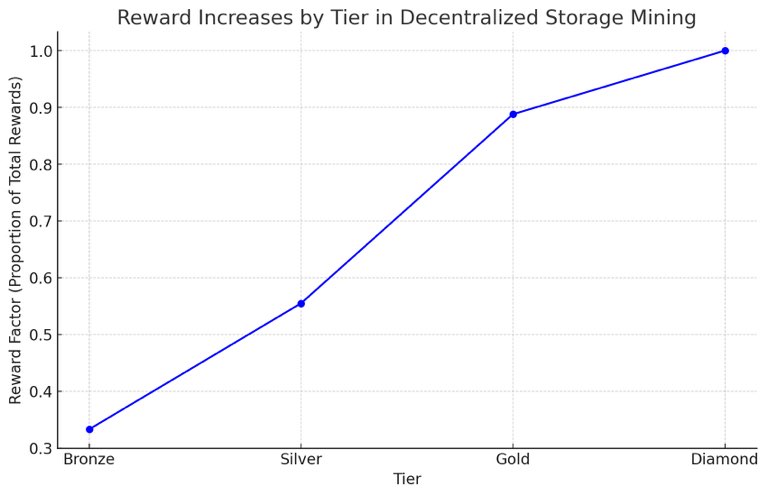 Reward Increases by Tier in Decentralized Storage Mining
Reward Factor (Proportion of Total Rewards)
1.0
0.9
0.8
0.7
0.6
0.5
0.4
0.3
Bronze Silver Gold Diamond
Tier